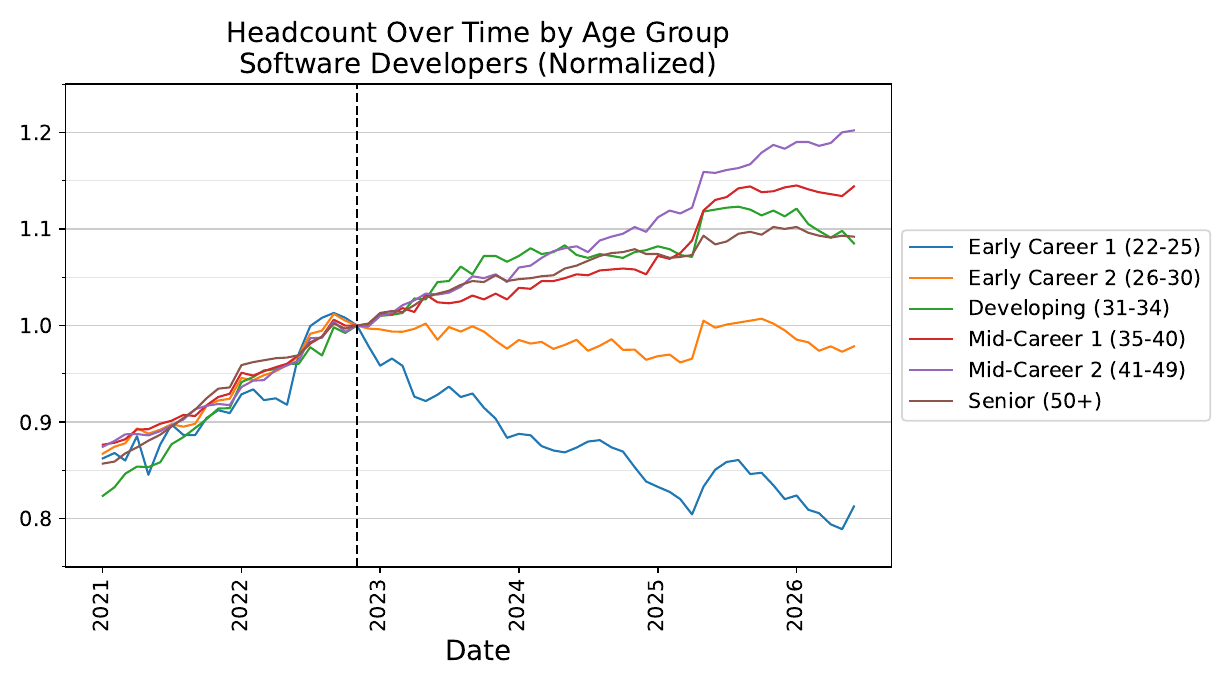 Headcount Over Time by Age Group
Software Developers (Normalized)
1.2
1.1
1.0
0.9
0.8
2021
2022
2023
2024
2025
2026
Date
Early Career 1 (22-25)
Early Career 2 (26-30)
Developing (31-34)
Mid-Career 1 (35-40)
Mid-Career 2 (41-49)
Senior (50+)